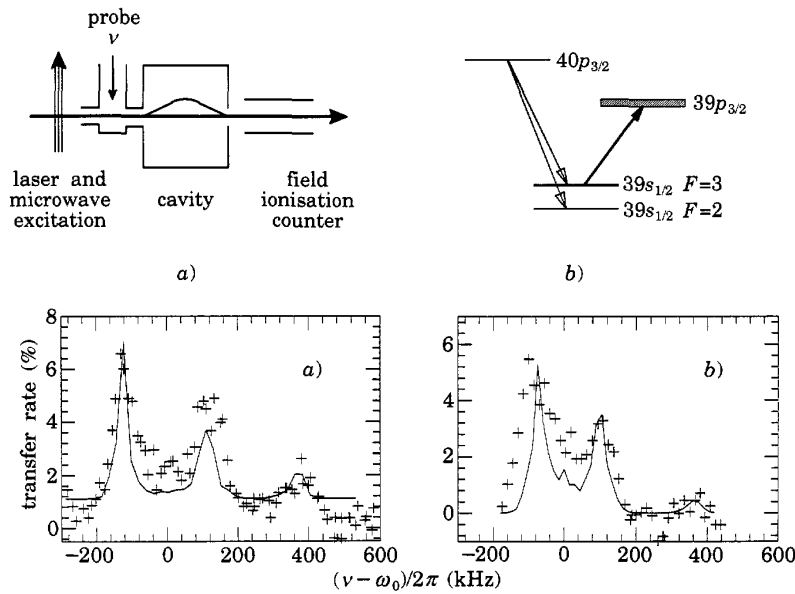 probe
ν
laser and
microwave
excitation
cavity
field
ionisation
counter
a)
40p3/2
39p3/2
39s1/2 F=3
39s1/2 F=2
b)
transfer rate (%)
8
6
4
2
0
a)
-200 0 200 400 600
6
4
2
0
b)
-200 0 200 400 600
(ν − ω0)/2π (kHz)